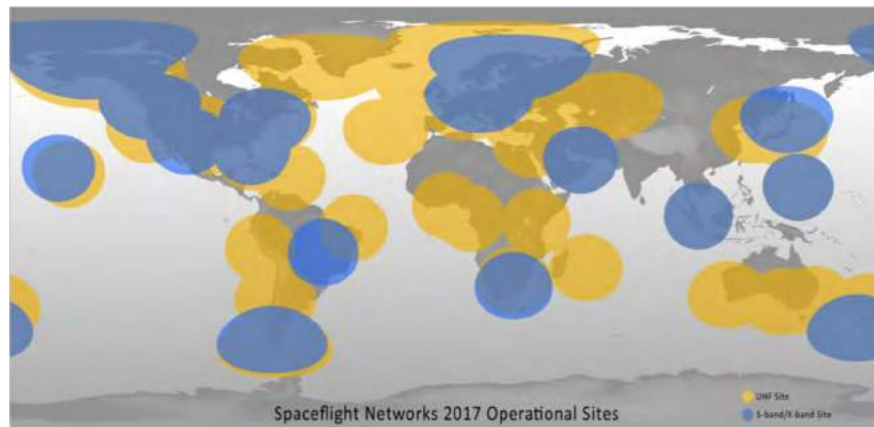 Spaceflight Networks 2017 Operational Sites
UHF Site
S-band/X-band Site